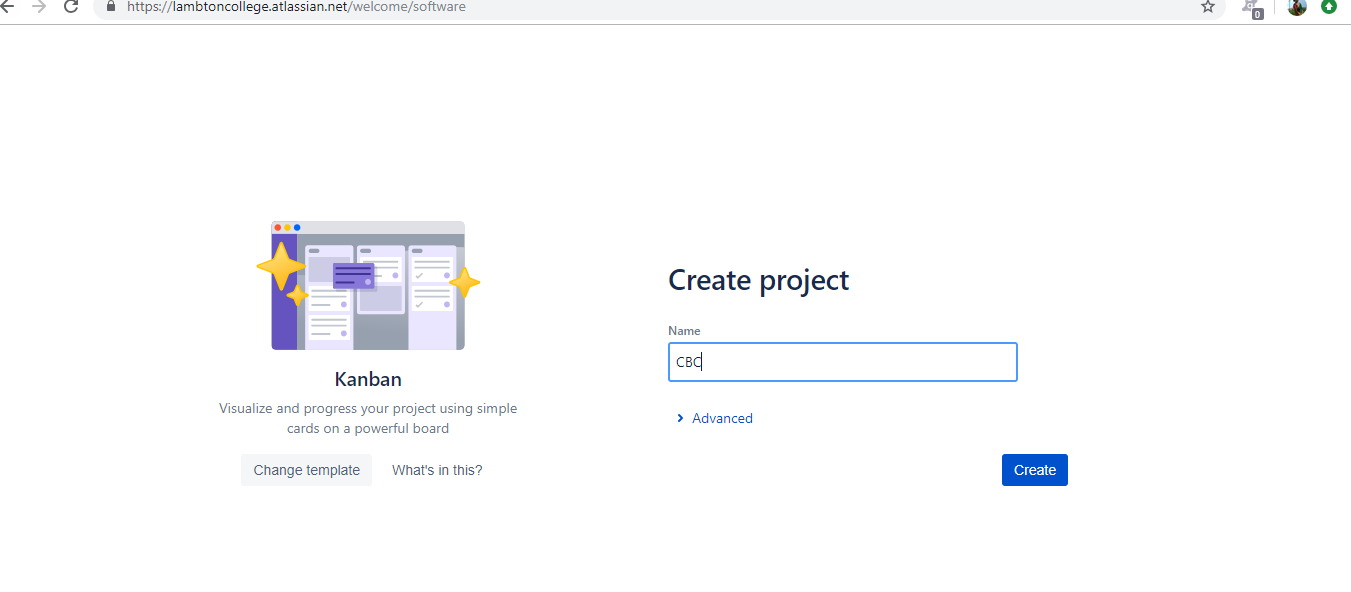 https://lambtoncollege.atlassian.net/welcome/software
0
Create project
Name
CBC
Advanced
Create
Kanban
Visualize and progress your project using simple
cards on a powerful board
Change template
What's in this?